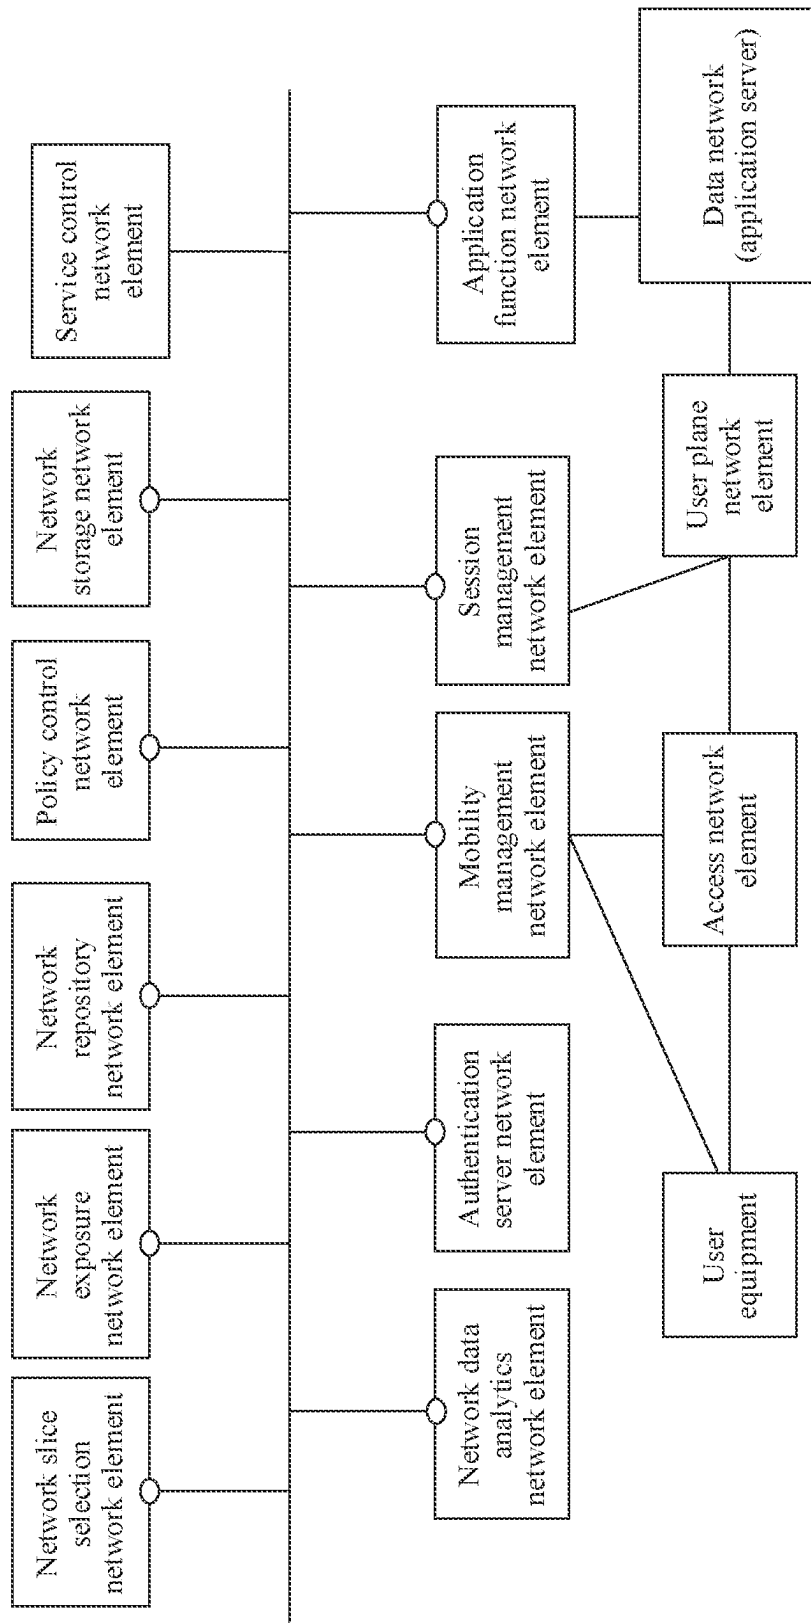 Network slice
selection
network element
Network
exposure
network element
Network
repository
network element
Policy control
network
element
Network
storage network
element
Service control
network
element
Network data
analytics
network element
Authentication
server network
element
Mobility
management
network element
Session
management
network element
Application
function network
element
User
equipment
Access network
element
User plane
network
element
Data network
(application server)